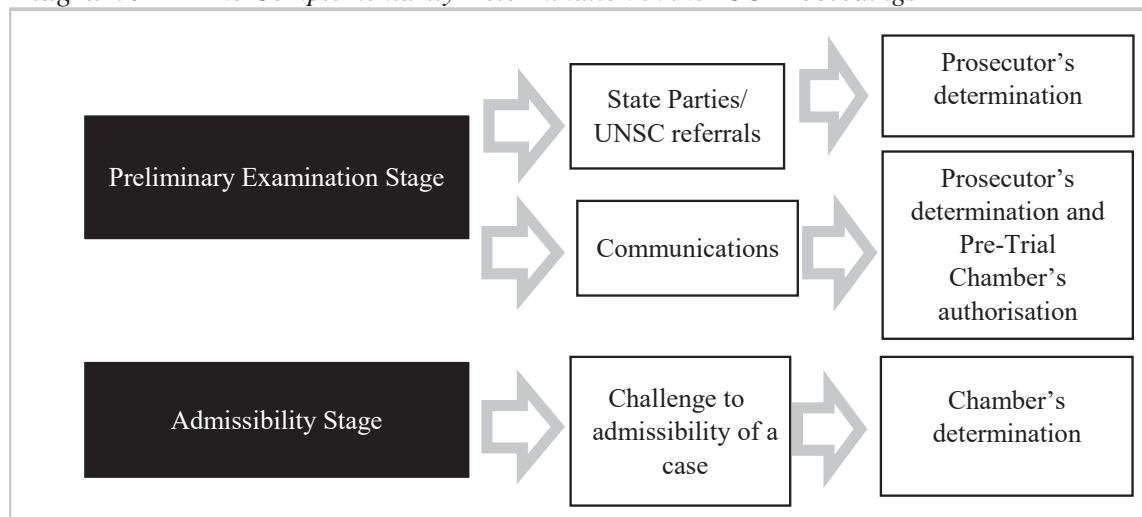 Preliminary Examination Stage
State Parties/
UNSC referrals
Prosecutor's
determination
Communications
Prosecutor's
determination and
Pre-Trial
Chamber's
authorisation
Admissibility Stage
Challenge to
admissibility of a
case
Chamber's
determination